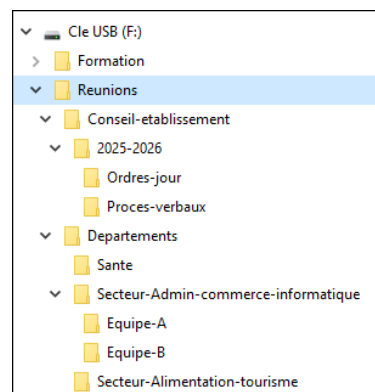 Cle USB (F:)
Formation
Reunions
Conseil-etablissement
2025-2026
Ordres-jour
Proces-verbaux
Departements
Sante
Secteur-Admin-commerce-informatique
Equipe-A
Equipe-B
Secteur-Alimentation-tourisme